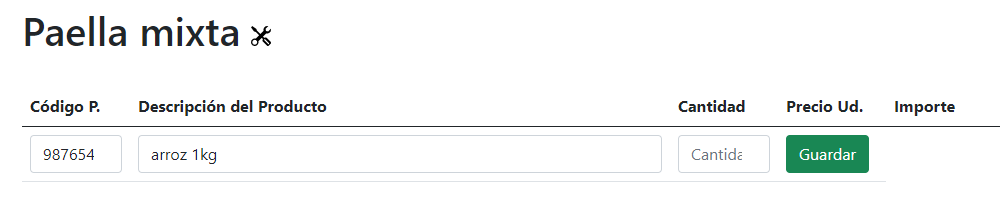 Paella mixta
Código P. Descripción del Producto Cantidad Precio Ud. Importe
987654 arroz 1kg Cantida Guardar